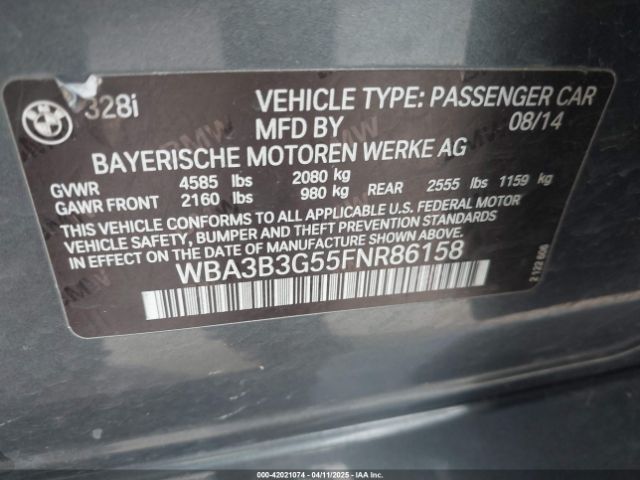 328i
VEHICLE TYPE: PASSENGER CAR
MFD BY 08/14
BAYERISCHE MOTOREN WERKE AG
GVWR 4585 lbs 2080 kg
GAWR FRONT 2160 lbs 980 kg REAR 2555 lbs 1159 kg
THIS VEHICLE CONFORMS TO ALL APPLICABLE U.S. FEDERAL MOTOR
VEHICLE SAFETY, BUMPER AND THEFT PREVENTION STANDARDS
IN EFFECT ON THE DATE OF MANUFACTURE SHOWN ABOVE.
WBA3B3G55FNR86158
000-42021074 - 04/11/2025 - IAA Inc.